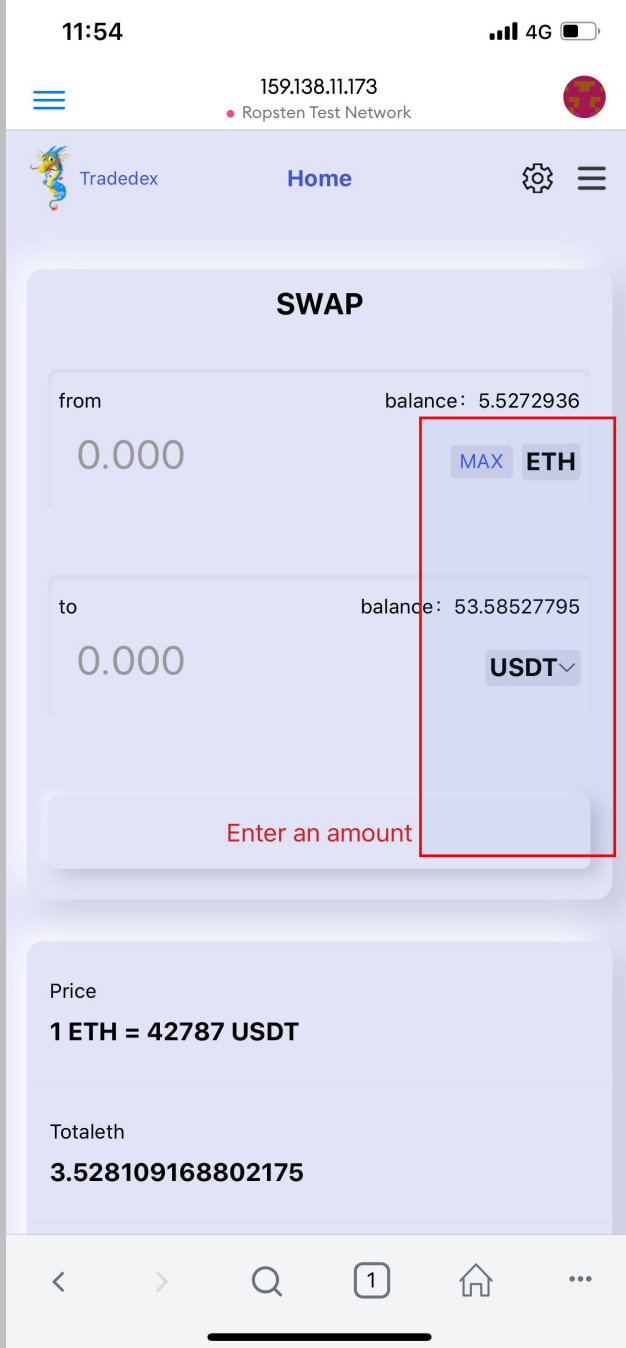 11:54
4G
159.138.11.173
Ropsten Test Network
Tradedex
Home
SWAP
from
balance：5.5272936
0.000
MAX
ETH
to
balance：53.58527795
0.000
USDT
Enter an amount
Price
1 ETH = 42787 USDT
Totaleth
3.528109168802175
1